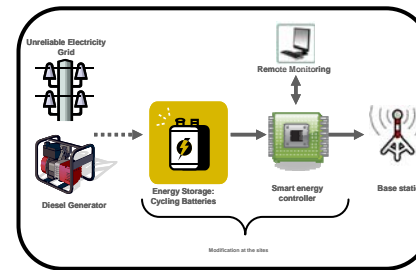 Unreliable Electricity
Grid
Remote Monitoring
Diesel Generator
Energy Storage:
Cycling Batteries
Smart energy
controller
Base stati
Modification at the sites